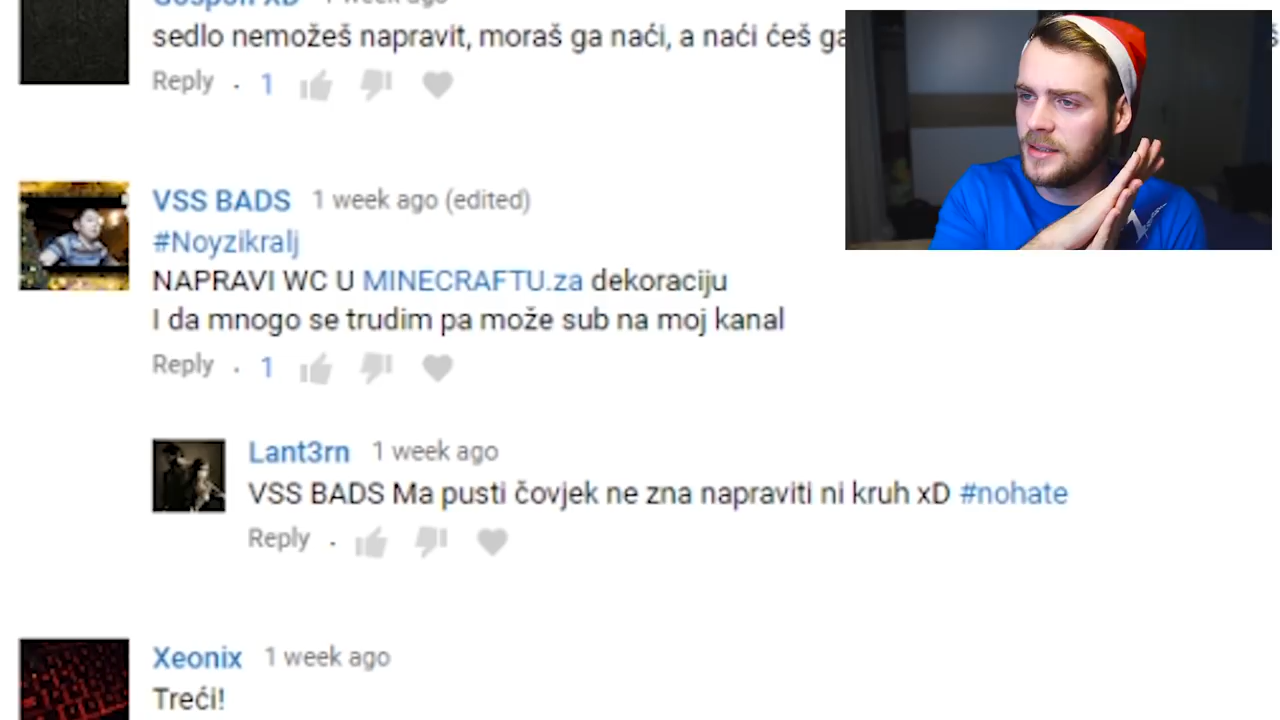 1 week ago
sedlo nemožeš napravit, moraš ga naći, a naći ćeš ga
Reply . 1
VSS BADS 1 week ago (edited)
#Noyzikralj
NAPRAVI WC U MINECRAFTU.za dekoraciju
I da mnogo se trudim pa može sub na moj kanal
Reply . 1
Lant3rn 1 week ago
VSS BADS Ma pusti čovjek ne zna napraviti ni kruh xD #nohate
Reply .
Xeonix 1 week ago
Treći!